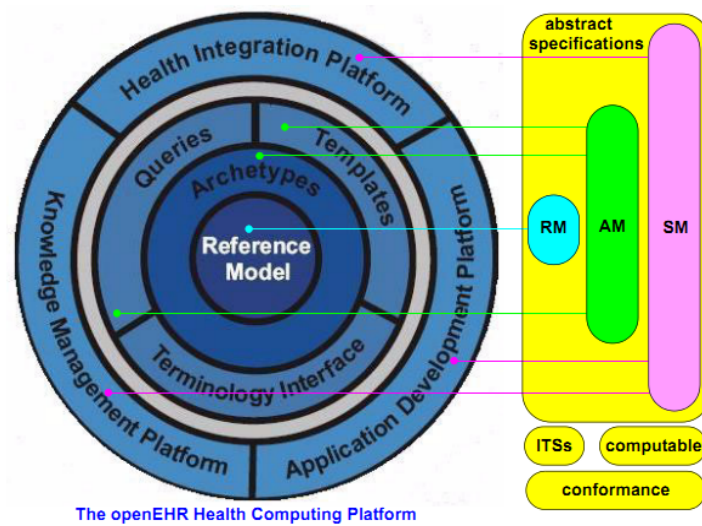 Health Integration Platform
Queries
Templates
Archetypes
Reference
Model
Terminology Interface
Knowledge Management Platform
Application Development Platform
The openEHR Health Computing Platform
abstract
specifications
RM
AM
SM
ITSs
computable
conformance